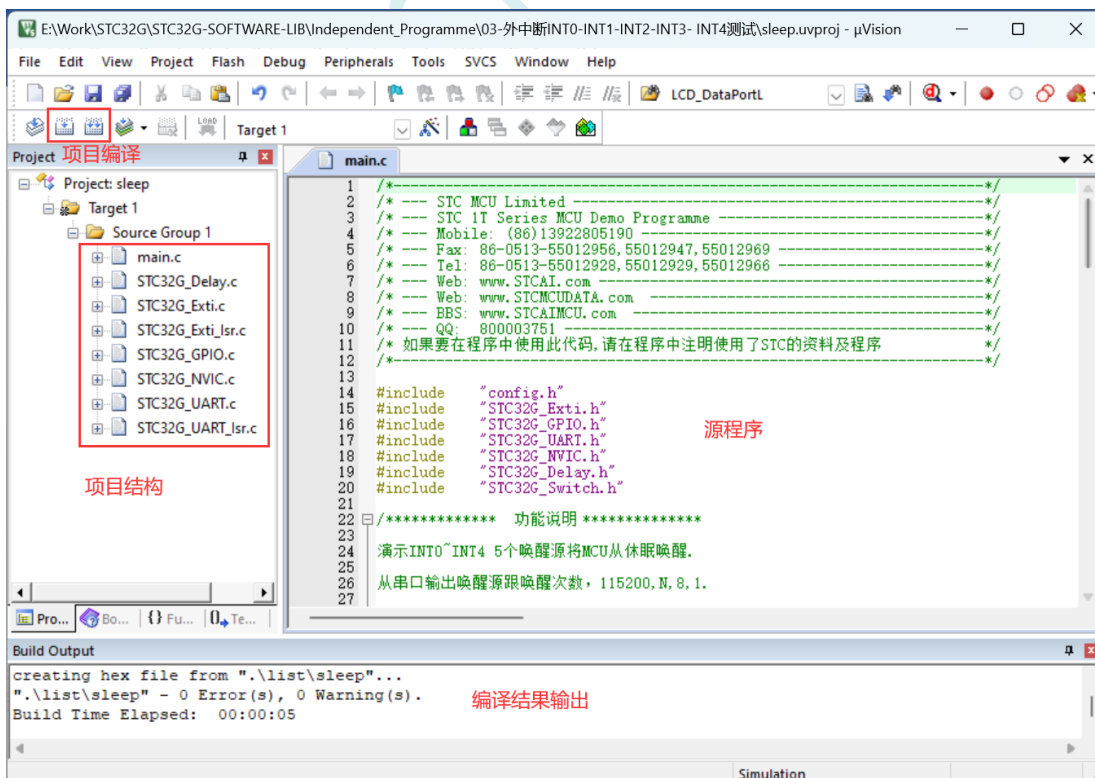 E:\Work\STC32G\STC32G-SOFTWARE-LIB\Independent_Programme\03-外中断INT0-INT1-INT2-INT3- INT4测试\sleep.uvproj - µVision
File Edit View Project Flash Debug Peripherals Tools SVCS Window Help
LCD_DataPortL
LOAD Target 1
Project 项目编译
main.c
Project: sleep
Target 1
Source Group 1
main.c
STC32G_Delay.c
STC32G_Exti.c
STC32G_Exti_Isr.c
STC32G_GPIO.c
STC32G_NVIC.c
STC32G_UART.c
STC32G_UART_Isr.c
项目结构
Pro... Bo... {} Fu... Te...
1 /*---------------------------------------------------------------------*/
2 /* --- STC MCU Limited ------------------------------------------------*/
3 /* --- STC 1T Series MCU Demo Programme -------------------------------*/
4 /* --- Mobile: (86)13922805190 ----------------------------------------*/
5 /* --- Fax: 86-0513-55012956,55012947,55012969 ------------------------*/
6 /* --- Tel: 86-0513-55012928,55012929,55012966 ------------------------*/
7 /* --- Web: www.STCAI.com ---------------------------------------------*/
8 /* --- Web: www.STCMCUDATA.com  ---------------------------------------*/
9 /* --- BBS: www.STCAIMCU.com  -----------------------------------------*/
10 /* --- QQ:  800003751 -------------------------------------------------*/
11 /* 如果要在程序中使用此代码,请在程序中注明使用了STC的资料及程序            */
12 /*---------------------------------------------------------------------*/
13
14 #include "config.h"
15 #include "STC32G_Exti.h"
16 #include "STC32G_GPIO.h"
17 #include "STC32G_UART.h"
18 #include "STC32G_NVIC.h"
19 #include "STC32G_Delay.h"
20 #include "STC32G_Switch.h"
源程序
21
22 /************* 功能说明 **************
23
24 演示INT0~INT4 5个唤醒源将MCU从休眠唤醒.
25
26 从串口输出唤醒源跟唤醒次数，115200,N,8,1.
27
Build Output
creating hex file from ".\list\sleep"...
".\list\sleep" - 0 Error(s), 0 Warning(s).
Build Time Elapsed:  00:00:05
编译结果输出
Simulation